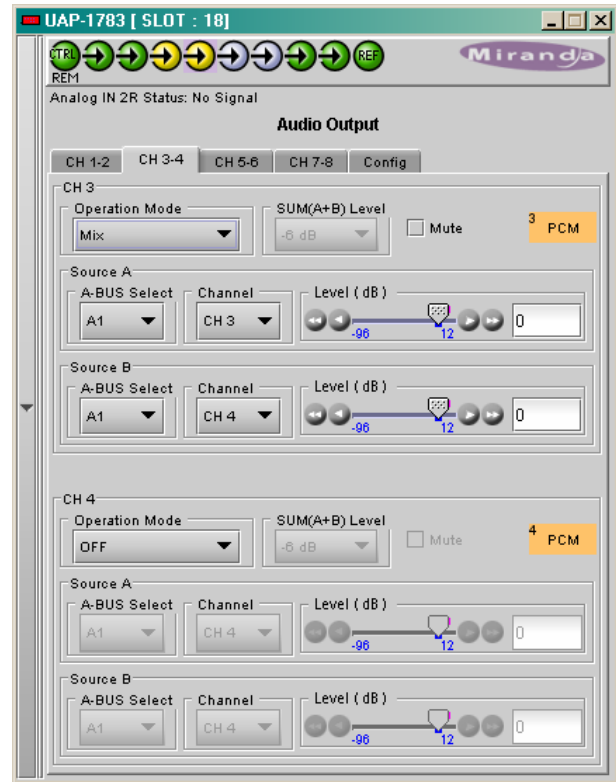 UAP-1783 [ SLOT : 18]
CTRL REF Miranda
REM
Analog IN 2R Status: No Signal
Audio Output
CH 1-2 CH 3-4 CH 5-6 CH 7-8 Config
CH 3
Operation Mode SUM(A+B) Level
Mix -6 dB Mute 3 PCM
Source A
A-BUS Select Channel Level ( dB )
A1 CH 3 -96 12 0
Source B
A-BUS Select Channel Level ( dB )
A1 CH 4 -96 12 0
CH 4
Operation Mode SUM(A+B) Level
OFF -6 dB Mute 4 PCM
Source A
A-BUS Select Channel Level ( dB )
A1 CH 4 -96 12 0
Source B
A-BUS Select Channel Level ( dB )
A1 CH 4 -96 12 0